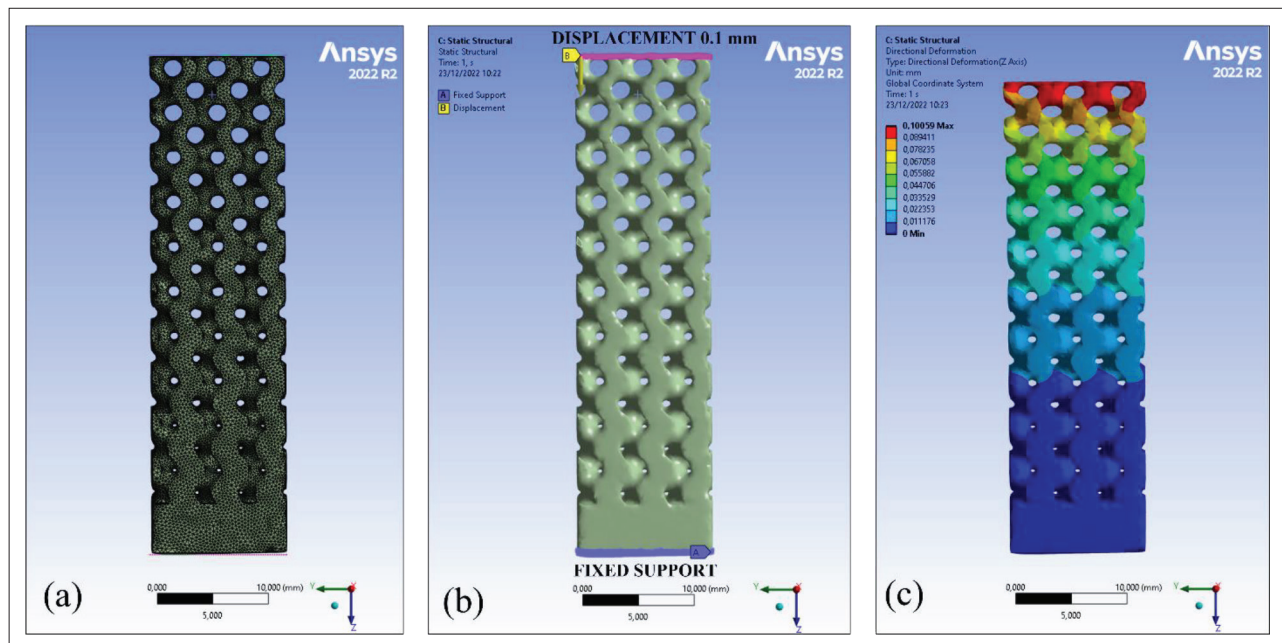 Ansys
2022 R2
0,000
10,000 (mm)
5,000
Y
X
Z
(a)
C: Static Structural
Static Structural
Time: 1, s
23/12/2022 10:22
A Fixed Support
B Displacement
DISPLACEMENT 0.1 mm
B
Ansys
2022 R2
A
FIXED SUPPORT
0,000
10,000 (mm)
5,000
Y
X
Z
(b)
C: Static Structural
Directional Deformation
Type: Directional Deformation(Z Axis)
Unit: mm
Global Coordinate System
Time: 1 s
23/12/2022 10:23
0,10059 Max
0,089411
0,078235
0,067058
0,055882
0,044706
0,033529
0,022353
0,011176
0 Min
Ansys
2022 R2
0,000
10,000 (mm)
5,000
Y
X
Z
(c)